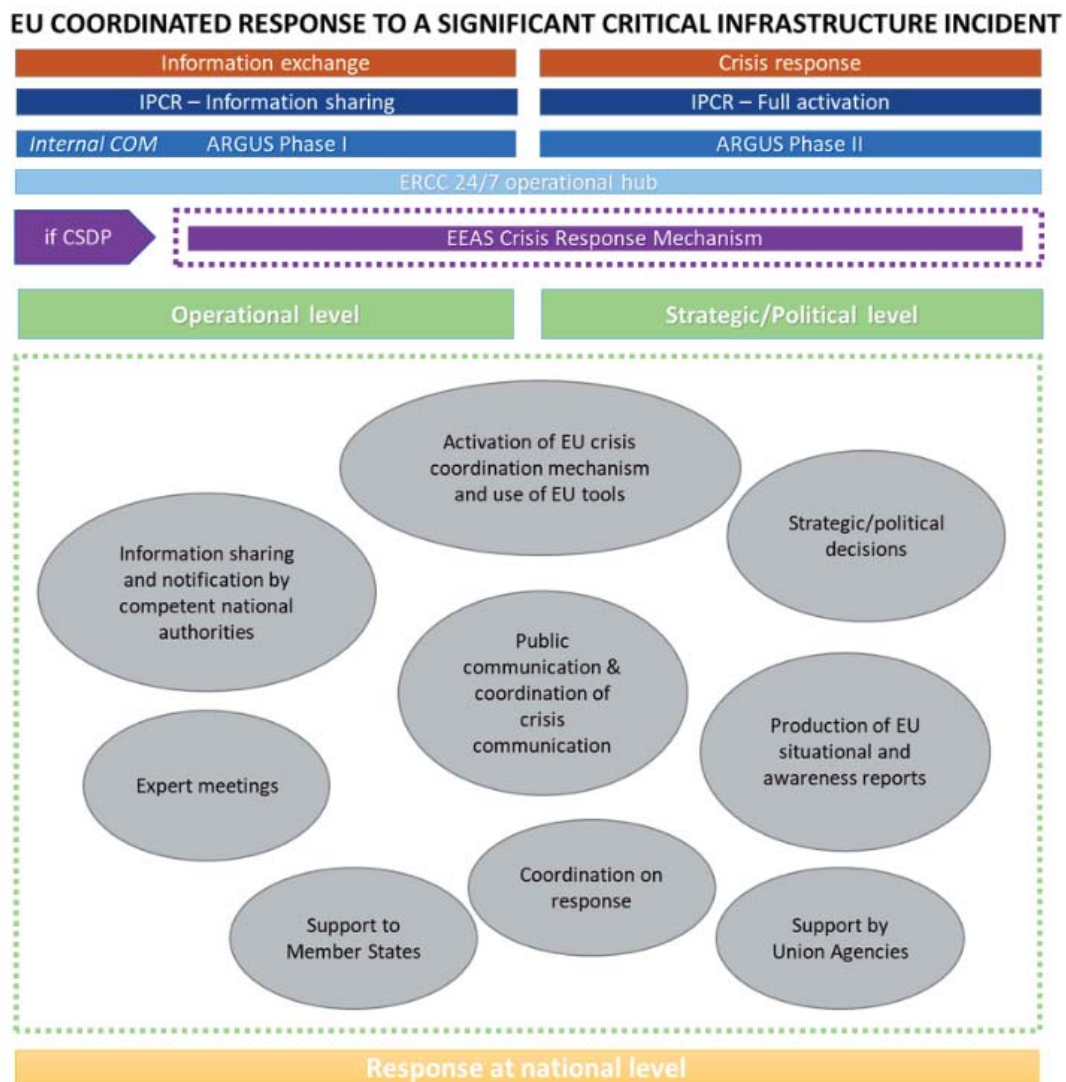 EU COORDINATED RESPONSE TO A SIGNIFICANT CRITICAL INFRASTRUCTURE INCIDENT
Information exchange
Crisis response
IPCR – Information sharing
IPCR – Full activation
Internal COM ARGUS Phase I
ARGUS Phase II
ERCC 24/7 operational hub
if CSDP
EEAS Crisis Response Mechanism
Operational level
Strategic/Political level
Activation of EU crisis
coordination mechanism
and use of EU tools
Strategic/political
decisions
Information sharing
and notification by
competent national
authorities
Public
communication &
coordination of
crisis
communication
Production of EU
situational and
awareness reports
Expert meetings
Coordination on
response
Support to
Member States
Support by
Union Agencies
Response at national level